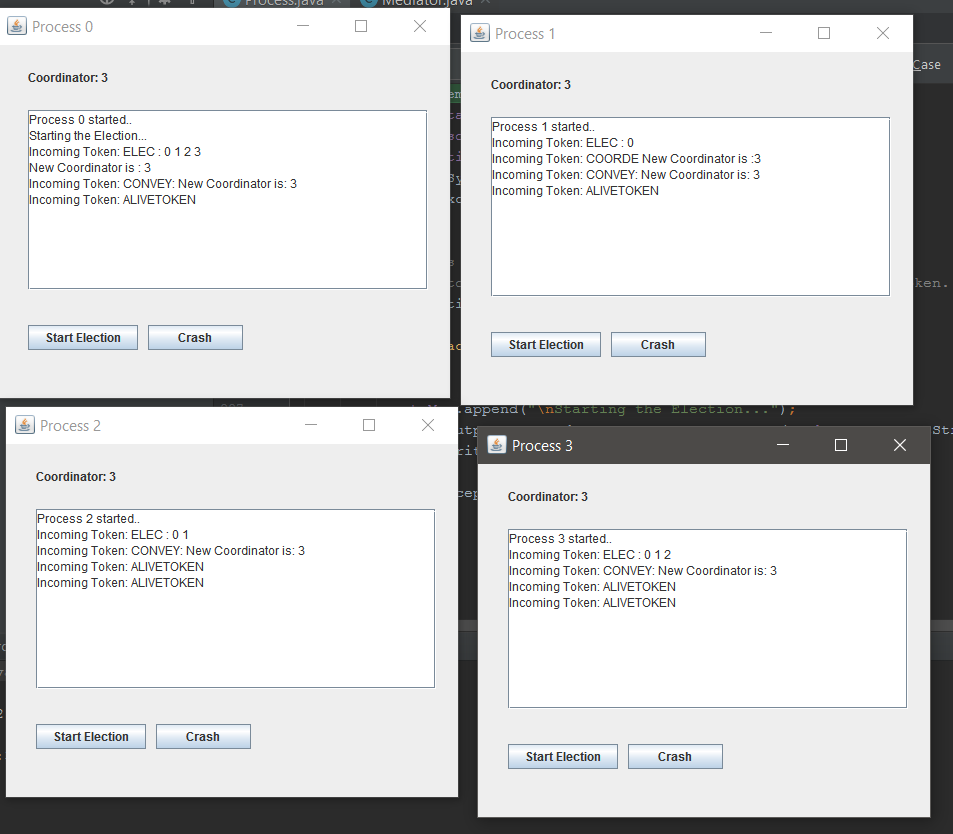 Process.java
Mediator.java
Process 0
Coordinator: 3
Process 0 started..
Starting the Election...
Incoming Token: ELEC : 0 1 2 3
New Coordinator is : 3
Incoming Token: CONVEY: New Coordinator is: 3
Incoming Token: ALIVETOKEN
Start Election
Crash
Process 1
Case
Coordinator: 3
Process 1 started..
Incoming Token: ELEC : 0
Incoming Token: COORDE New Coordinator is :3
Incoming Token: CONVEY: New Coordinator is: 3
Incoming Token: ALIVETOKEN
ken.
Start Election
Crash
.append("\nStarting the Election...");
Process 2
Coordinator: 3
Process 2 started..
Incoming Token: ELEC : 0 1
Incoming Token: CONVEY: New Coordinator is: 3
Incoming Token: ALIVETOKEN
Incoming Token: ALIVETOKEN
Start Election
Crash
Process 3
Coordinator: 3
Process 3 started..
Incoming Token: ELEC : 0 1 2
Incoming Token: CONVEY: New Coordinator is: 3
Incoming Token: ALIVETOKEN
Incoming Token: ALIVETOKEN
Start Election
Crash